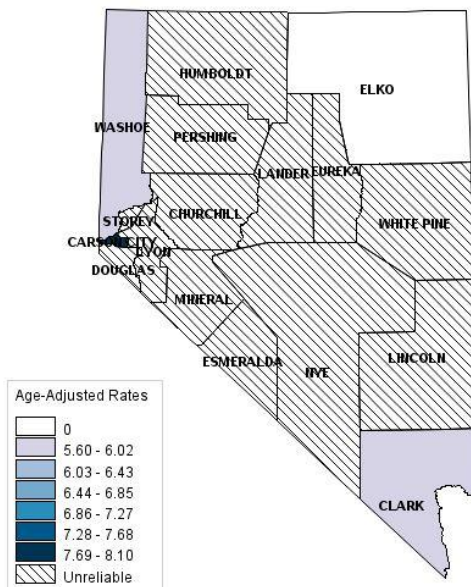 HUMBOLDT
ELKO
WASHOE
PERSHING
LANDER
EUREKA
STOREY
CHURCHILL
WHITE PINE
CARSON CITY
LYON
DOUGLAS
MINERAL
ESMERALDA
NYE
LINCOLN
CLARK
Age-Adjusted Rates
0
5.60 - 6.02
6.03 - 6.43
6.44 - 6.85
6.86 - 7.27
7.28 - 7.68
7.69 - 8.10
Unreliable